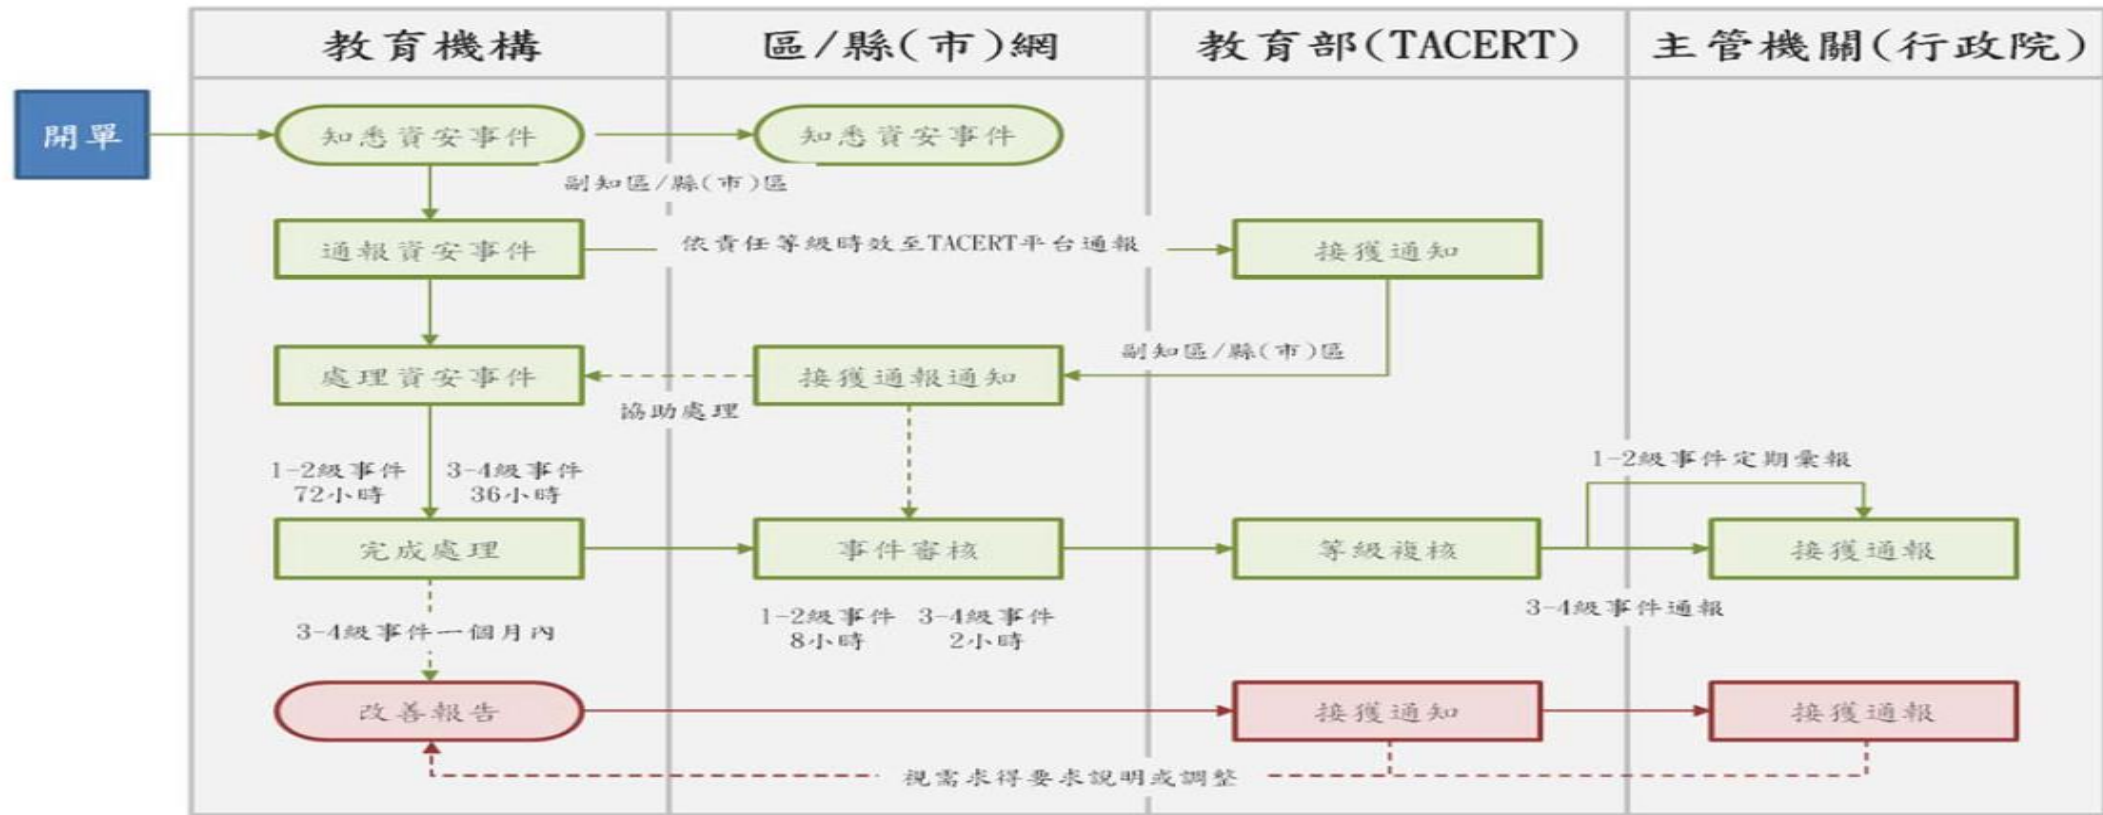 教育機構
區/縣(市)網
教育部(TACERT)
主管機關(行政院)
開單
知悉資安事件
知悉資安事件
副知區/縣(市)區
通報資安事件
依責任等級時效至TACERT平台通報
接獲通知
處理資安事件
接獲通報通知
副知區/縣(市)區
協助處理
1-2級事件
72小時
3-4級事件
36小時
1-2級事件定期彙報
完成處理
事件審核
等級複核
接獲通報
1-2級事件
8小時
3-4級事件
2小時
3-4級事件通報
3-4級事件一個月內
改善報告
接獲通知
接獲通報
視需求得要求說明或調整